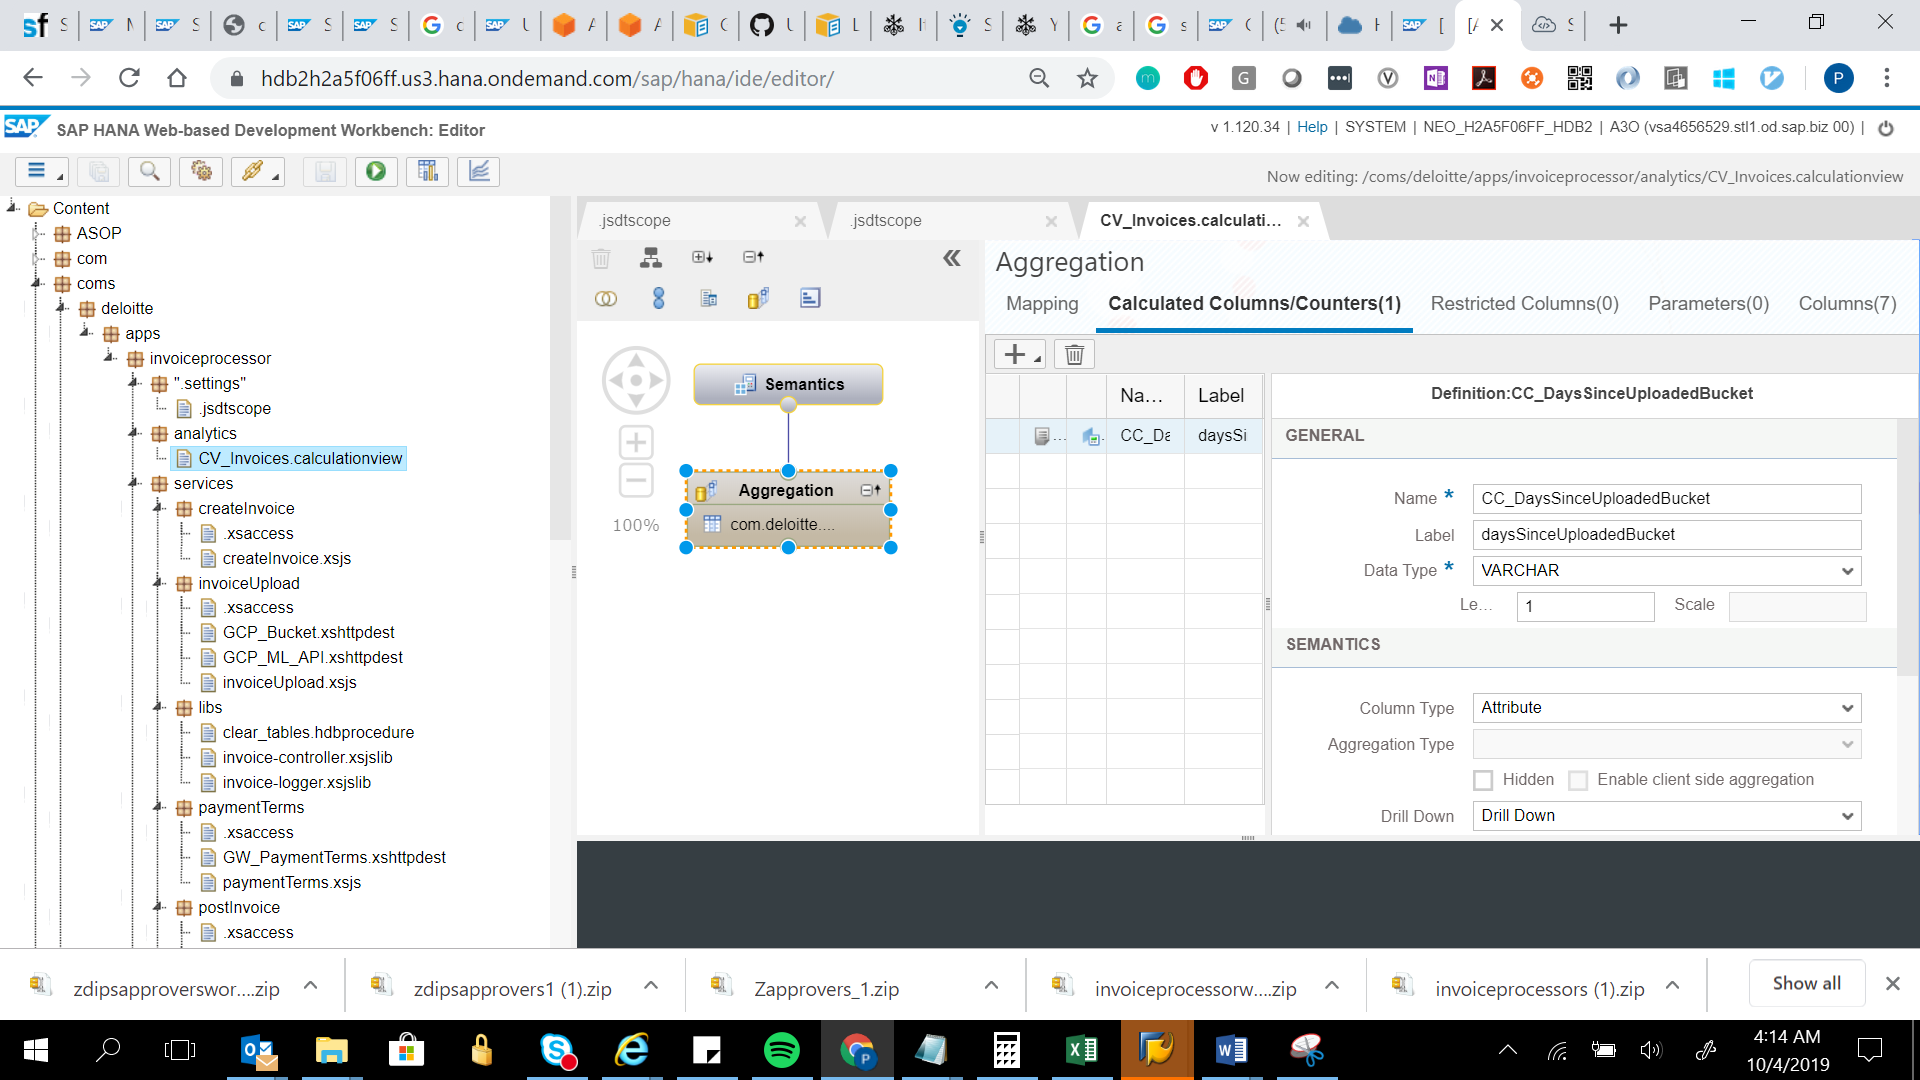 hdb2h2a5f06ff.us3.hana.ondemand.com/sap/hana/ide/editor/
SAP SAP HANA Web-based Development Workbench: Editor
v 1.120.34 | Help | SYSTEM | NEO_H2A5F06FF_HDB2 | A3O (vsa4656529.stl1.od.sap.biz 00) |
Now editing: /coms/deloitte/apps/invoiceprocessor/analytics/CV_Invoices.calculationview
Content
ASOP
com
coms
deloitte
apps
invoiceprocessor
".settings"
.jsdtscope
analytics
CV_Invoices.calculationview
services
createInvoice
.xsaccess
createInvoice.xsjs
invoiceUpload
.xsaccess
GCP_Bucket.xshttpdest
GCP_ML_API.xshttpdest
invoiceUpload.xsjs
libs
clear_tables.hdbprocedure
invoice-controller.xsjslib
invoice-logger.xsjslib
paymentTerms
.xsaccess
GW_PaymentTerms.xshttpdest
paymentTerms.xsjs
postInvoice
.xsaccess
.jsdtscope
.jsdtscope
CV_Invoices.calculati...
Semantics
Aggregation
com.deloitte....
100%
Aggregation
Mapping Calculated Columns/Counters(1) Restricted Columns(0) Parameters(0) Columns(7)
Na... Label
CC_Da daysSi
Definition:CC_DaysSinceUploadedBucket
GENERAL
Name * CC_DaysSinceUploadedBucket
Label daysSinceUploadedBucket
Data Type * VARCHAR
Le... 1 Scale
SEMANTICS
Column Type Attribute
Aggregation Type
Hidden Enable client side aggregation
Drill Down Drill Down
zdipsapproverswor....zip
zdipsapprovers1 (1).zip
Zapprovers_1.zip
invoiceprocessorw....zip
invoiceprocessors (1).zip
Show all
4:14 AM
10/4/2019